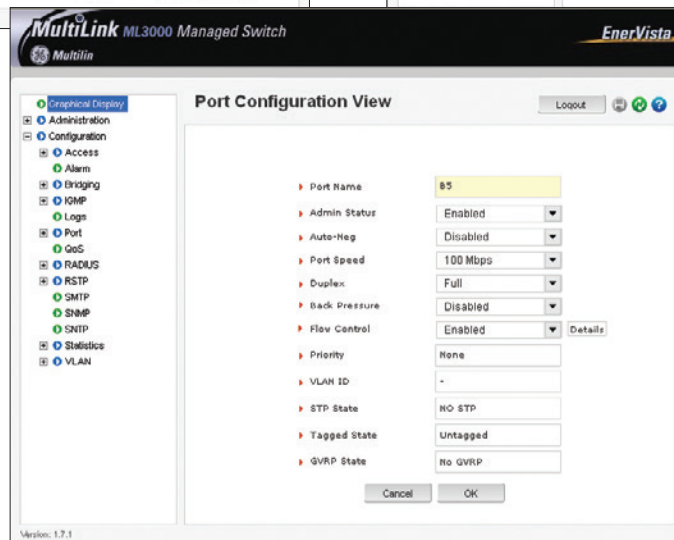 MultiLink ML3000 Managed Switch
EnerVista
Multilin
Graphical Display
Administration
Configuration
Access
Alarm
Bridging
IGMP
Logs
Port
QoS
RADIUS
RSTP
SMTP
SNMP
SNTP
Statistics
VLAN
Port Configuration View
Logout
Port Name B5
Admin Status Enabled
Auto-Neg Disabled
Port Speed 100 Mbps
Duplex Full
Back Pressure Disabled
Flow Control Enabled Details
Priority None
VLAN ID -
STP State NO STP
Tagged State Untagged
GVRP State No GVRP
Cancel OK
Version: 1.7.1